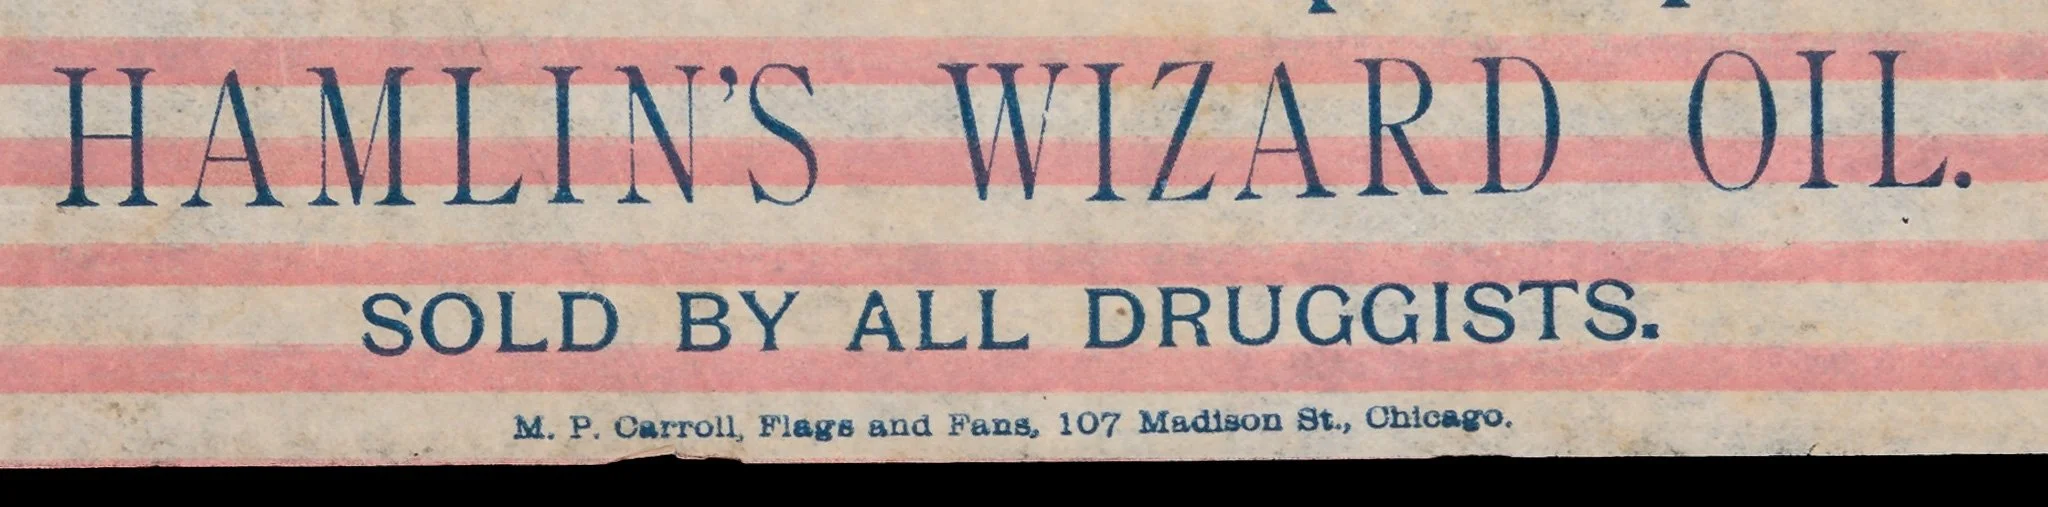 HAMLIN'S WIZARD OIL.
SOLD BY ALL DRUGGISTS.
M. P. Carroll, Flags and Fans, 107 Madison St., Chicago.